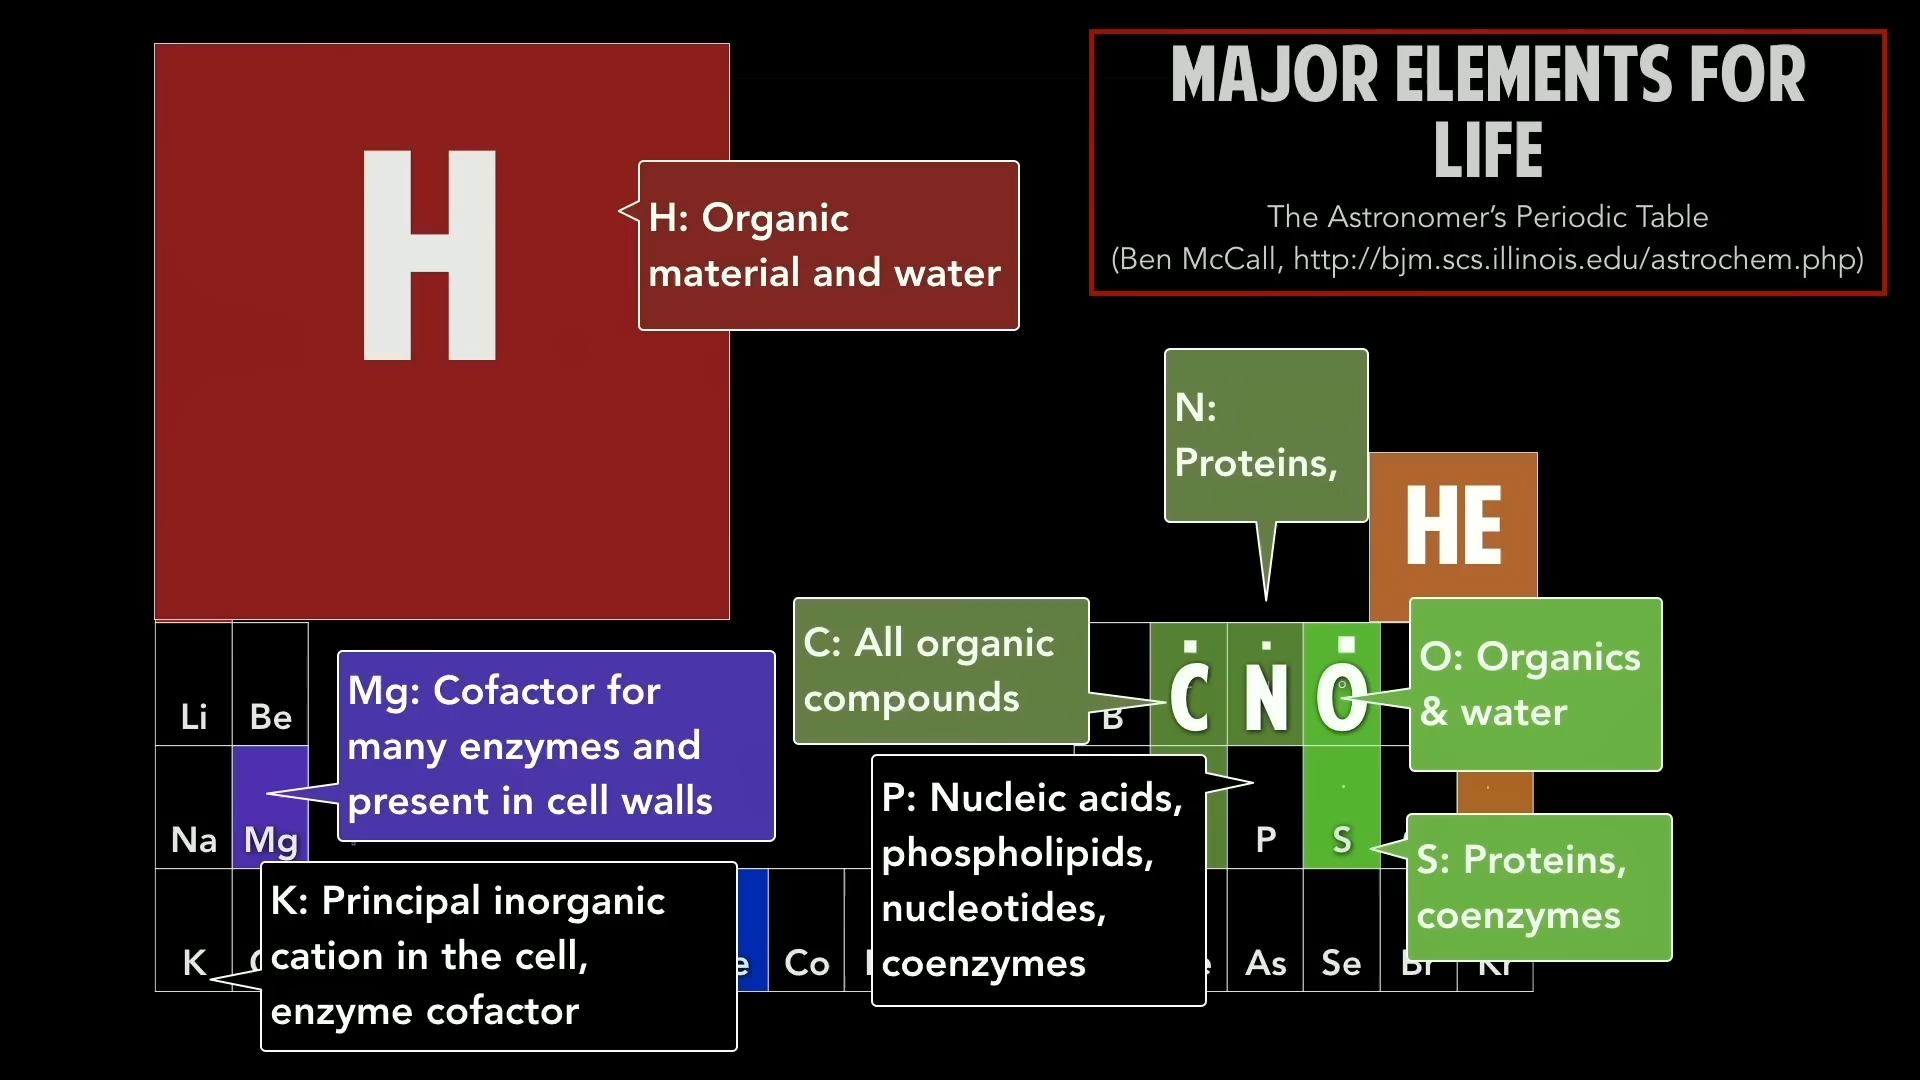 MAJOR ELEMENTS FOR
LIFE
The Astronomer's Periodic Table
(Ben McCall, http://bjm.scs.illinois.edu/astrochem.php)
H
H: Organic
material and water
N:
Proteins,
HE
C: All organic
compounds
B
C N O
O: Organics
& water
Li Be
Mg: Cofactor for
many enzymes and
present in cell walls
P: Nucleic acids,
phospholipids,
nucleotides,
coenzymes
Na Mg
P S
S: Proteins,
coenzymes
K: Principal inorganic
cation in the cell,
enzyme cofactor
K
Co
As Se Br Kr